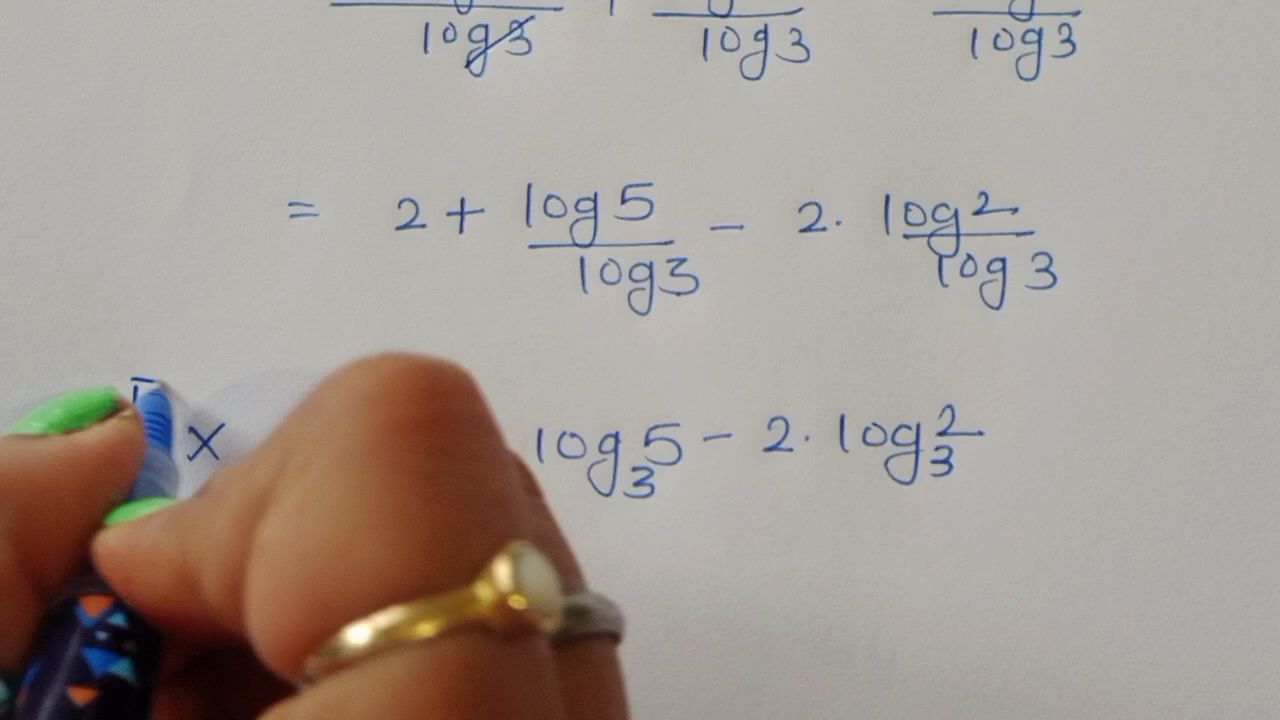 log3 log3 log3
= 2 + log5/log3 - 2. log2/log3
x log₃5 - 2. log₃2